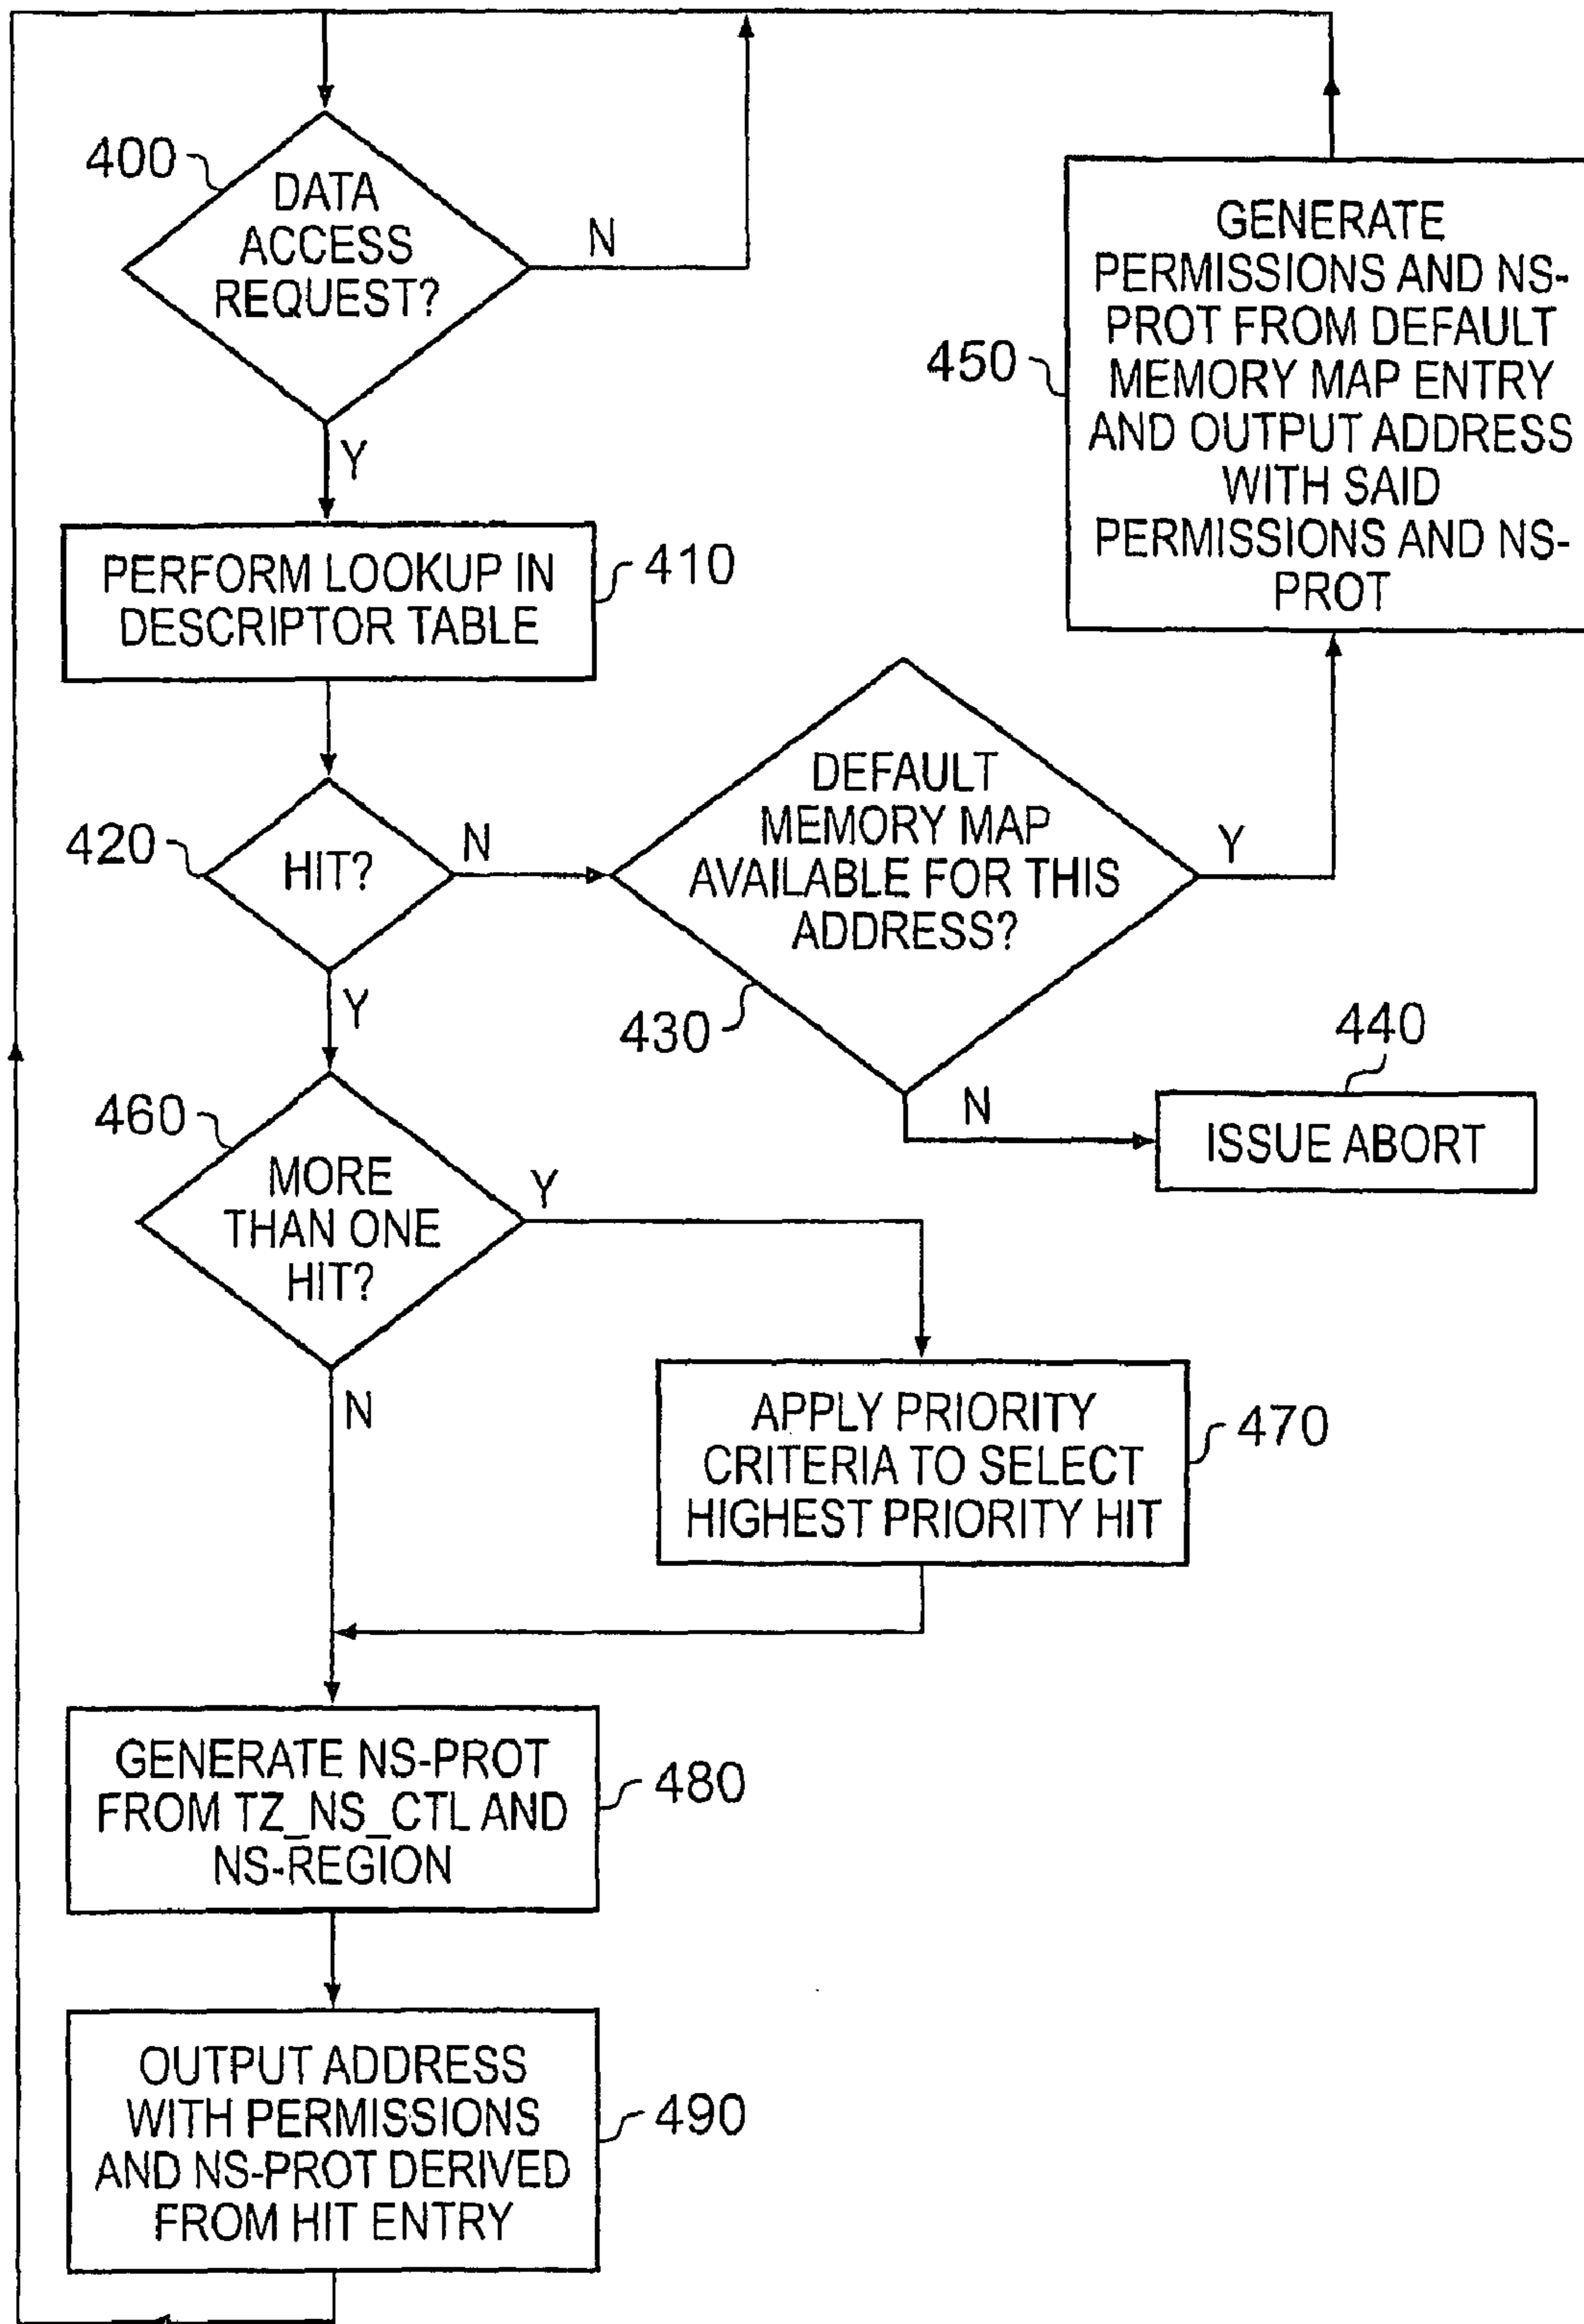 400
DATA
ACCESS
REQUEST?
N
Y
GENERATE
PERMISSIONS AND NS-
PROT FROM DEFAULT
MEMORY MAP ENTRY
AND OUTPUT ADDRESS
WITH SAID
PERMISSIONS AND NS-
PROT
450
PERFORM LOOKUP IN
DESCRIPTOR TABLE
410
420
HIT?
N
Y
DEFAULT
MEMORY MAP
AVAILABLE FOR THIS
ADDRESS?
430
Y
N
440
ISSUE ABORT
460
MORE
THAN ONE
HIT?
Y
N
APPLY PRIORITY
CRITERIA TO SELECT
HIGHEST PRIORITY HIT
470
GENERATE NS-PROT
FROM TZ_NS_CTL AND
NS-REGION
480
OUTPUT ADDRESS
WITH PERMISSIONS
AND NS-PROT DERIVED
FROM HIT ENTRY
490